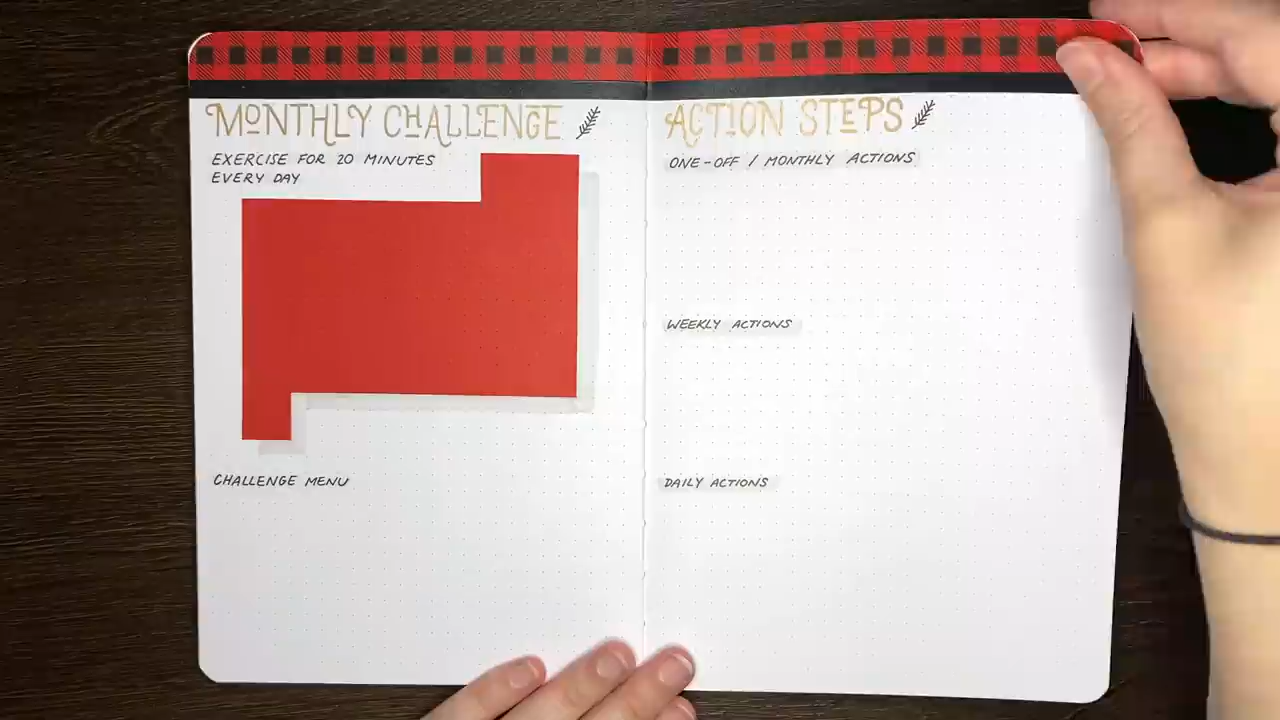 MONTHLY CHALLENGE
EXERCISE FOR 20 MINUTES
EVERY DAY
CHALLENGE MENU
ACTION STEPS
ONE-OFF / MONTHLY ACTIONS
WEEKLY ACTIONS
DAILY ACTIONS